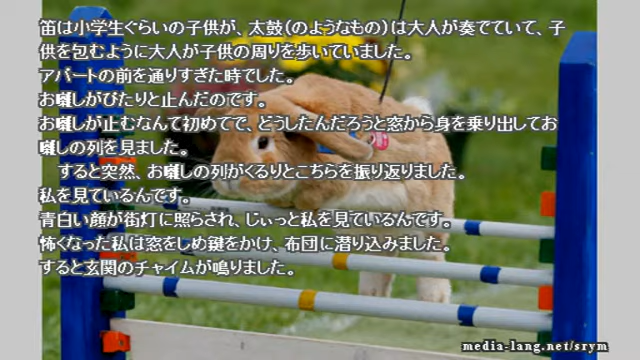 笛は小学生ぐらいの子供が、太鼓(のようなもの)は大人が奏でていて、子
供を包むように大人が子供の周りを歩いていました。
アパートの前を通りすぎた時でした。
お囃しがぴたりと止んだのです。
お囃しが止むなんて初めてで、どうしたんだろうと窓から身を乗り出してお
囃しの列を見ました。
すると突然、お囃しの列がくるりとこちらを振り返りました。
私を見ているんです。
青白い顔が街灯に照らされ、じぃっと私を見ているんです。
怖くなった私は窓をしめ鍵をかけ、布団に潜り込みました。
すると玄関のチャイムが鳴りました。
media-lang.net/srym